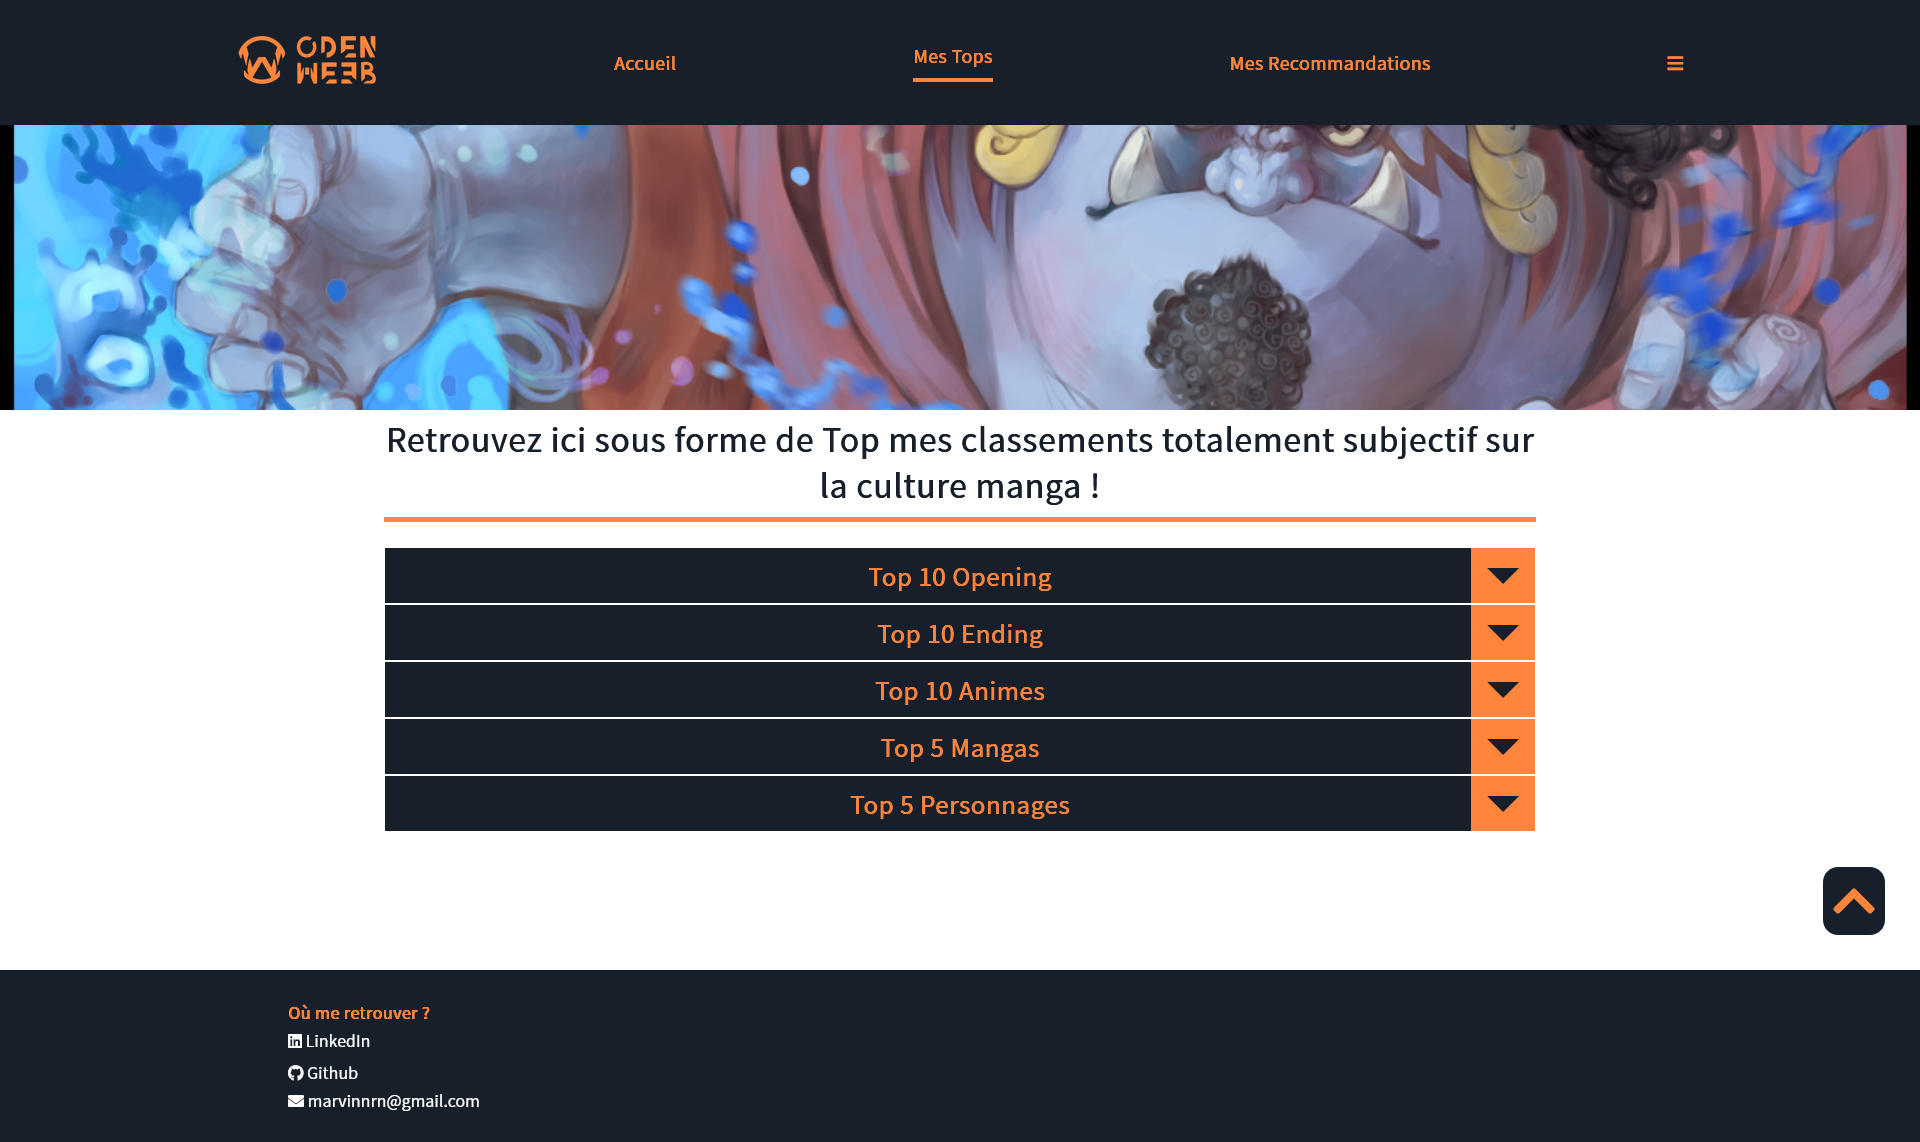 ODEN
WEEB
Accueil
Mes Tops
Mes Recommandations
Retrouvez ici sous forme de Top mes classements totalement subjectif sur
la culture manga !
Top 10 Opening
Top 10 Ending
Top 10 Animes
Top 5 Mangas
Top 5 Personnages
Où me retrouver ?
LinkedIn
Github
marvinnrn@gmail.com